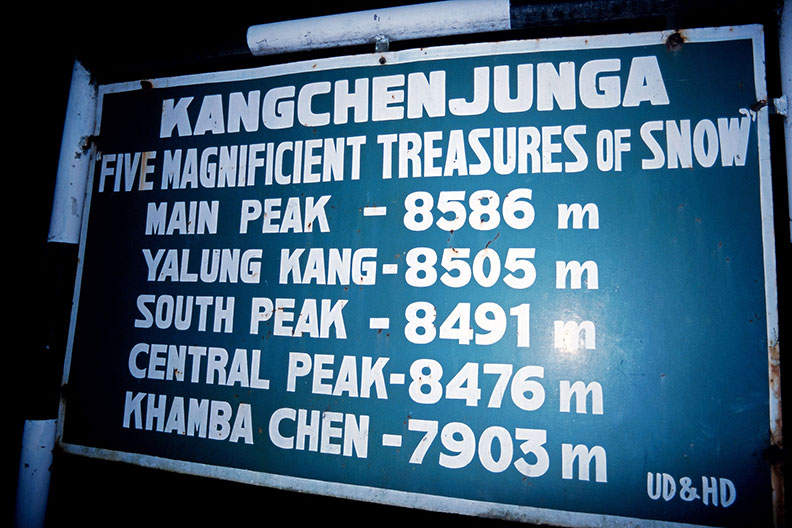 KANGCHENJUNGA
"FIVE MAGNIFICIENT TREASURES OF SNOW"
MAIN PEAK - 8586 m
YALUNG KANG - 8505 m
SOUTH PEAK - 8491 m
CENTRAL PEAK - 8476 m
KHAMBA CHEN - 7903 m
UD & HD